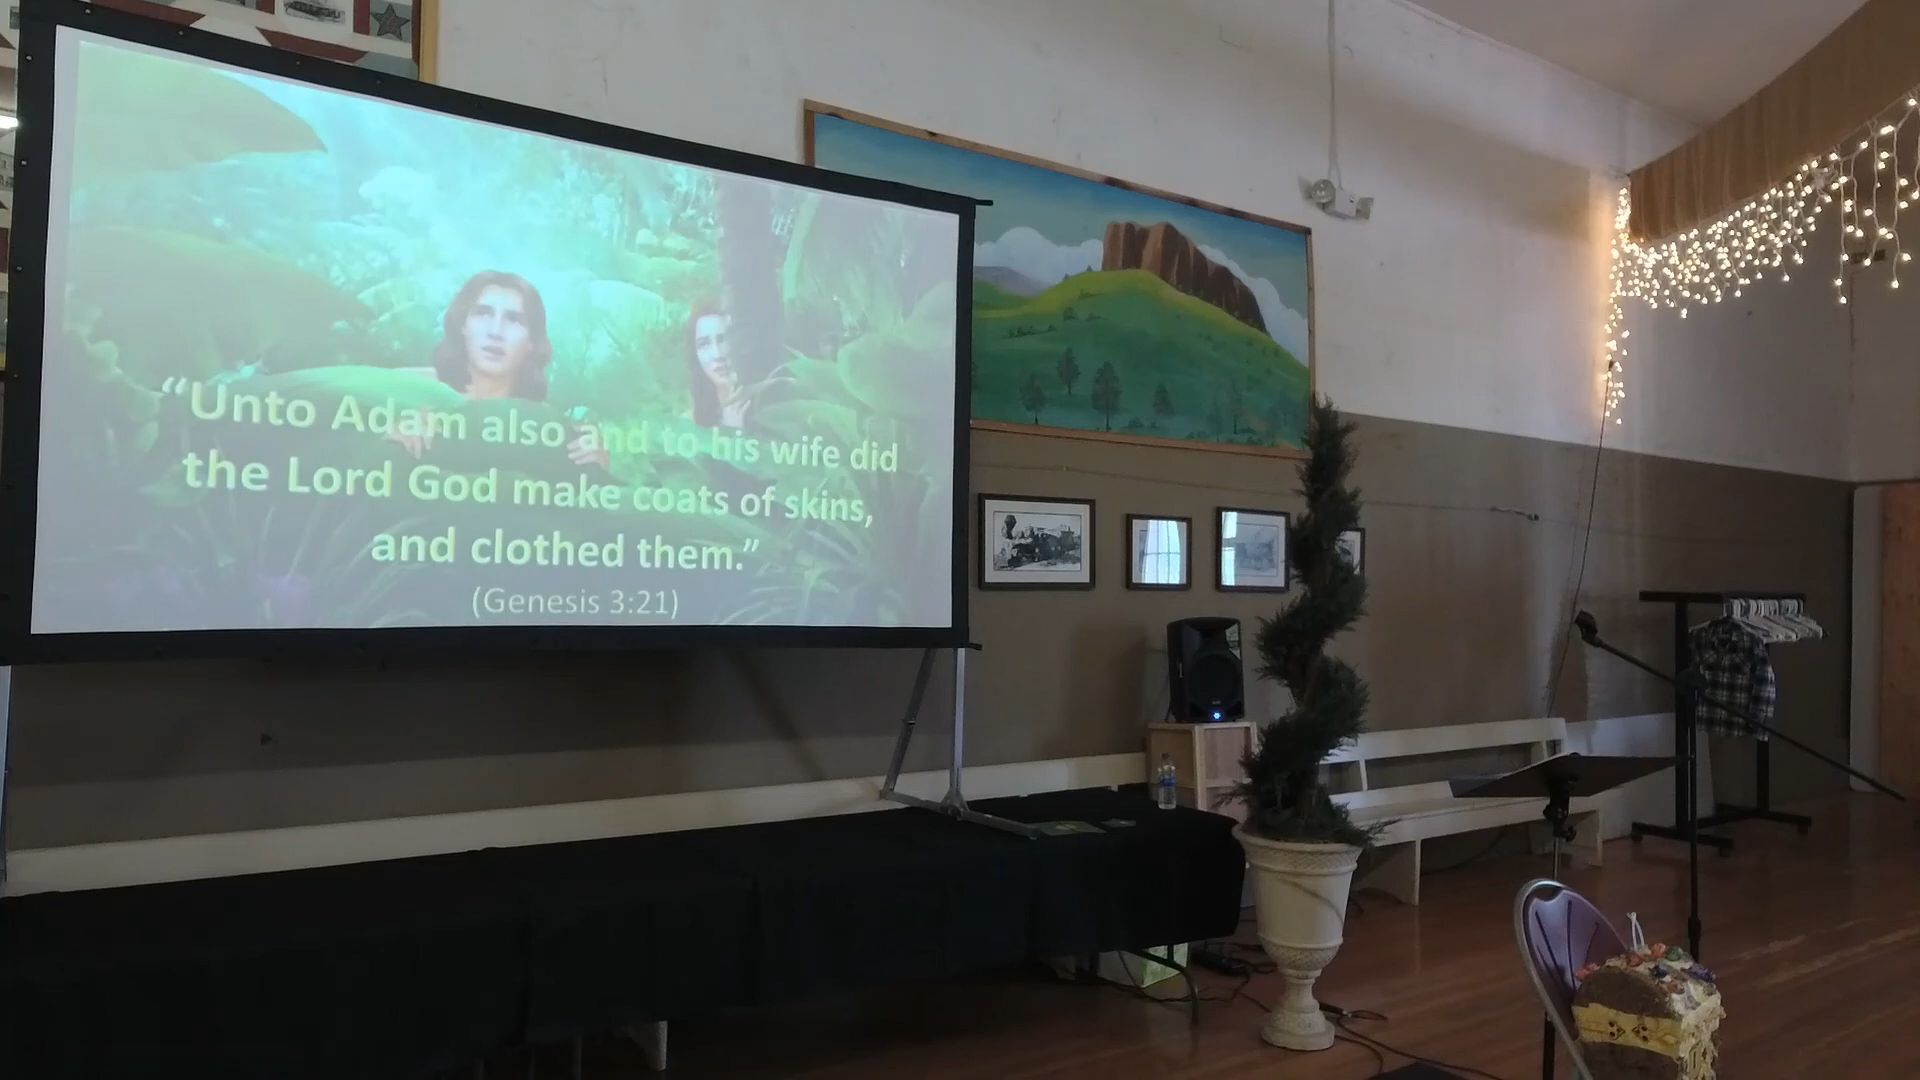 “Unto Adam also and to his wife did
the Lord God make coats of skins,
and clothed them.”
(Genesis 3:21)